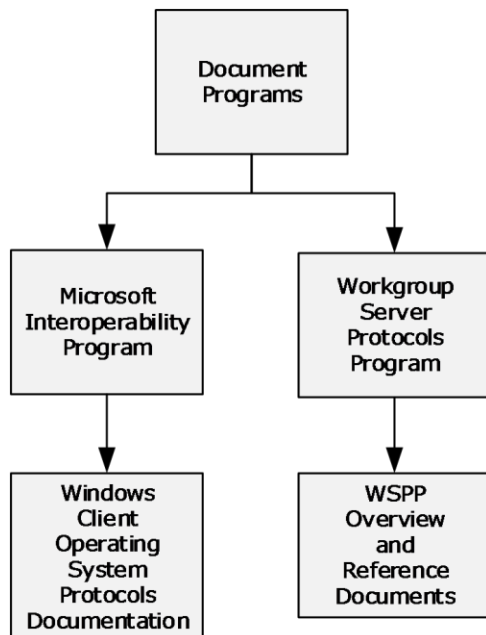 Document
Programs
Microsoft
Interoperability
Program
Workgroup
Server
Protocols
Program
Windows
Client
Operating
System
Protocols
Documentation
WSPP
Overview
and
Reference
Documents